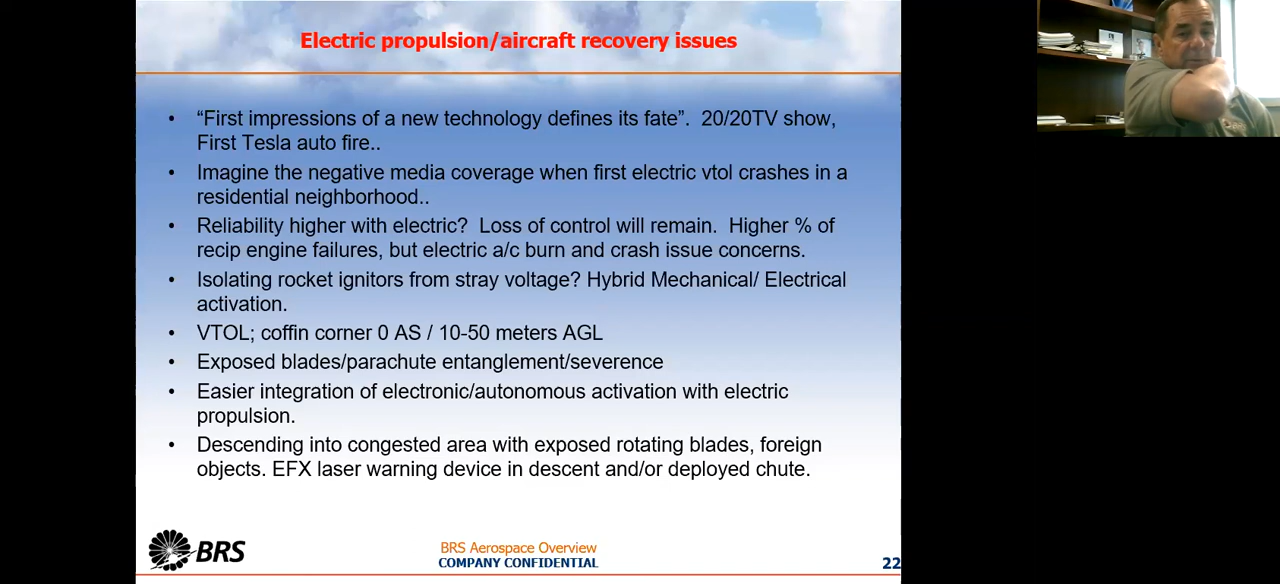 Electric propulsion/aircraft recovery issues
• “First impressions of a new technology defines its fate”.  20/20TV show,
First Tesla auto fire..
• Imagine the negative media coverage when first electric vtol crashes in a
residential neighborhood..
• Reliability higher with electric?  Loss of control will remain.  Higher % of
recip engine failures, but electric a/c burn and crash issue concerns.
• Isolating rocket ignitors from stray voltage? Hybrid Mechanical/ Electrical
activation.
• VTOL; coffin corner 0 AS / 10-50 meters AGL
• Exposed blades/parachute entanglement/severence
• Easier integration of electronic/autonomous activation with electric
propulsion.
• Descending into congested area with exposed rotating blades, foreign
objects. EFX laser warning device in descent and/or deployed chute.
BRS
BRS Aerospace Overview
COMPANY CONFIDENTIAL
22